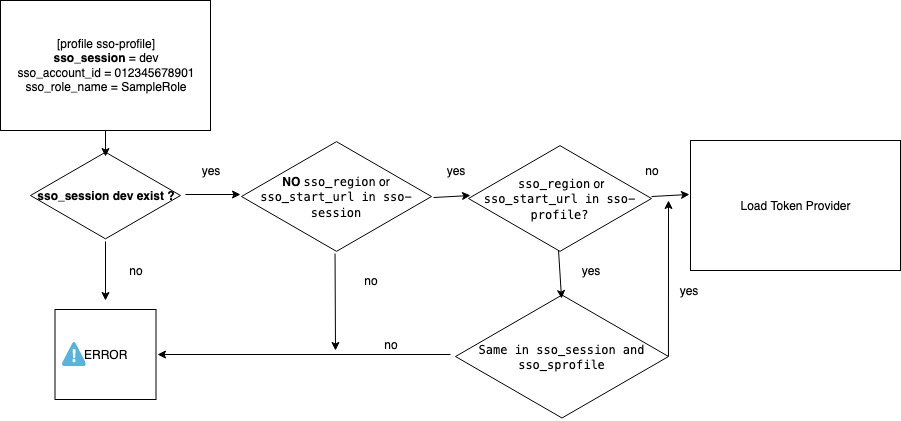 [profile sso-profile]
sso_session = dev
sso_account_id = 012345678901
sso_role_name = SampleRole
sso_session dev exist ?
yes
NO sso_region or
sso_start_url in sso-
session
yes
sso_region or
sso_start_url in sso-
profile?
no
Load Token Provider
no
no
yes
yes
ERROR
no
Same in sso_session and
sso_sprofile